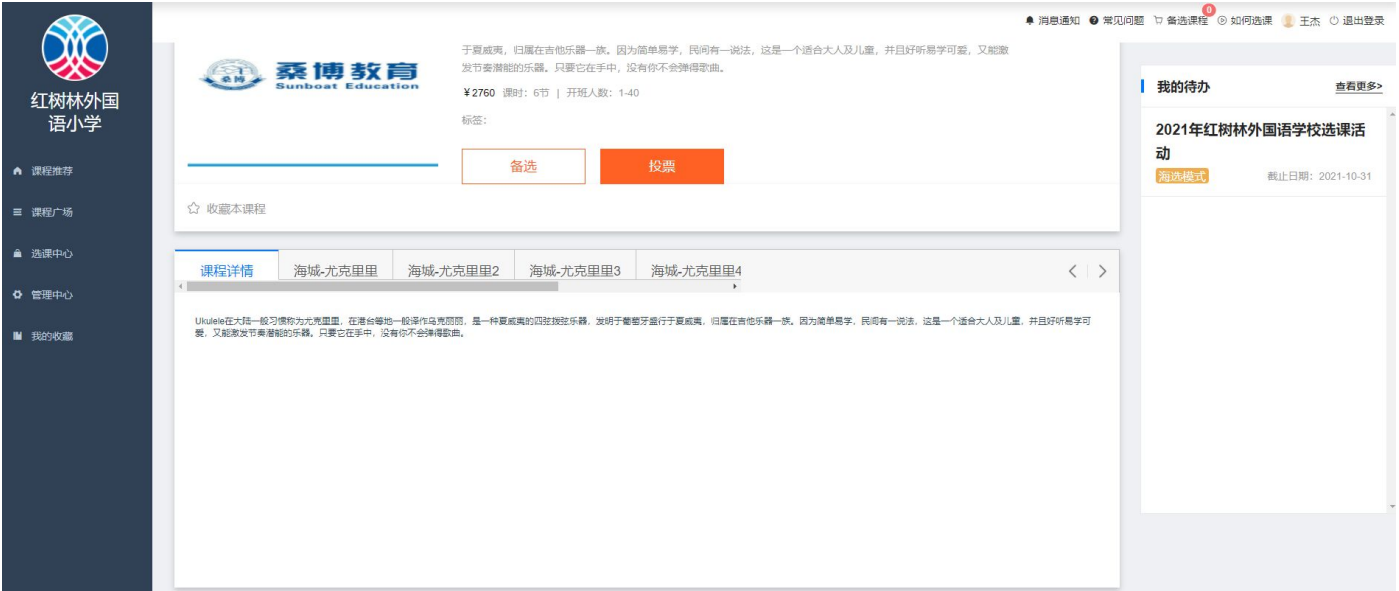 消息通知 常见问题 备选课程 0 如何选课 王杰 退出登录
红树林外国
语小学
课程推荐
课程广场
选课中心
管理中心
我的收藏
桑博
桑博教育
Sunboat Education
于夏威夷，归属在吉他乐器一族。因为简单易学，民间有一说法，这是一个适合大人及儿童，并且好听易学可爱，又能激
发节奏潜能的乐器。只要它在手中，没有你不会弹得歌曲。
¥2760 课时：6节 | 开班人数：1-40
标签：
备选
投票
收藏本课程
课程详情
海城-尤克里里
海城-尤克里里2
海城-尤克里里3
海城-尤克里里4
Ukulele在大陆一般习惯称为尤克里里，在港台等地一般译作乌克丽丽，是一种夏威夷的四弦拨弦乐器，发明于葡萄牙盛行于夏威夷，归属在吉他乐器一族。因为简单易学，民间有一说法，这是一个适合大人及儿童，并且好听易学可
爱，又能激发节奏潜能的乐器。只要它在手中，没有你不会弹得歌曲。
我的待办
查看更多>
2021年红树林外国语学校选课活
动
海选模式
截止日期：2021-10-31